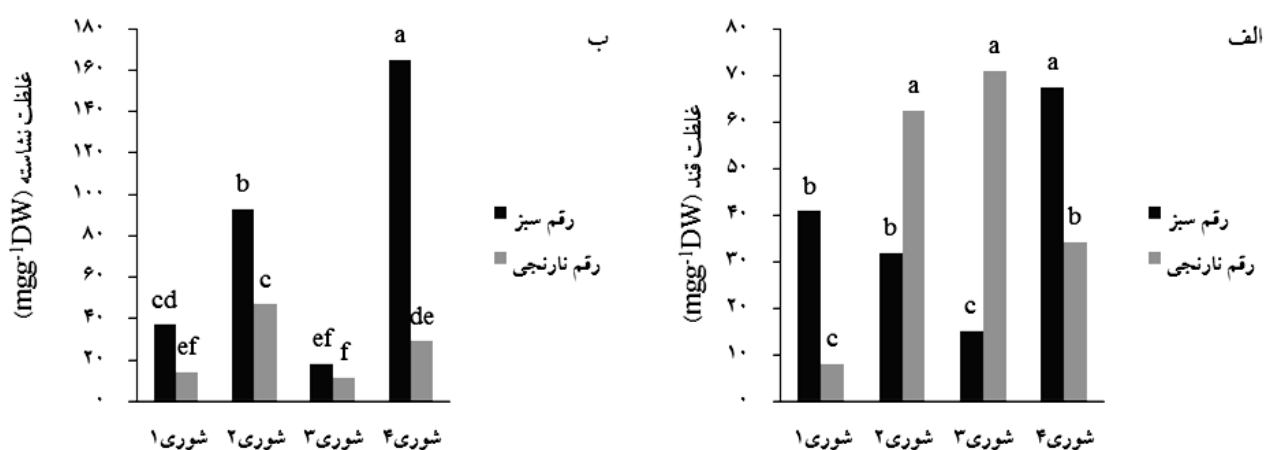 الف
غلظت قند (mgg-1DW)
۸۰
۷۰
۶۰
۵۰
۴۰
۳۰
۲۰
۱۰
۰
b
c
b
a
c
a
a
b
شوری۱ شوری۲ شوری۳ شوری۴
رقم سبز
رقم نارنجی
ب
غلظت نشاسته (mgg-1DW)
۱۸۰
۱۶۰
۱۴۰
۱۲۰
۱۰۰
۸۰
۶۰
۴۰
۲۰
۰
cd
ef
b
c
ef
f
a
de
شوری۱ شوری۲ شوری۳ شوری۴
رقم سبز
رقم نارنجی